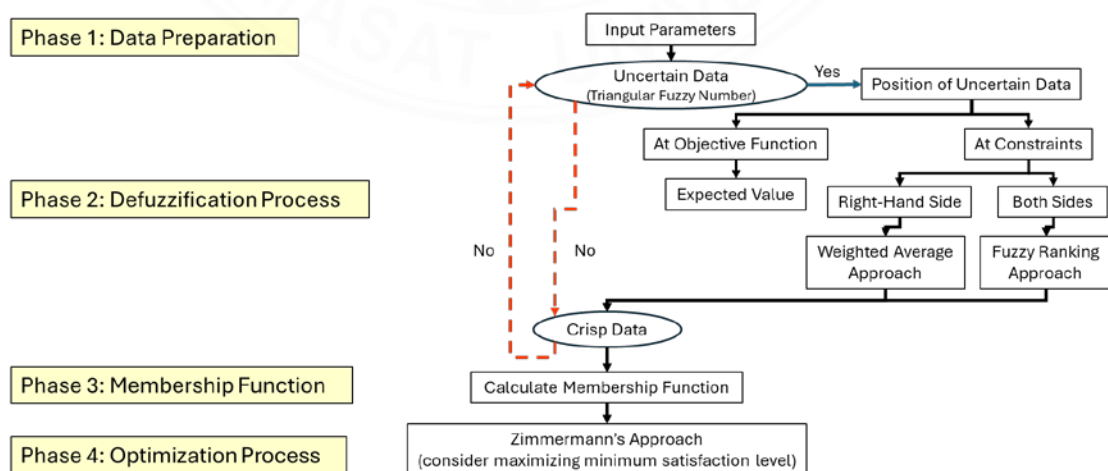 Phase 1: Data Preparation
Input Parameters
Uncertain Data
(Triangular Fuzzy Number)
Yes
Position of Uncertain Data
At Objective Function
At Constraints
Phase 2: Defuzzification Process
Expected Value
Right-Hand Side
Both Sides
No
No
Weighted Average
Approach
Fuzzy Ranking
Approach
Crisp Data
Phase 3: Membership Function
Calculate Membership Function
Phase 4: Optimization Process
Zimmermann's Approach
(consider maximizing minimum satisfaction level)